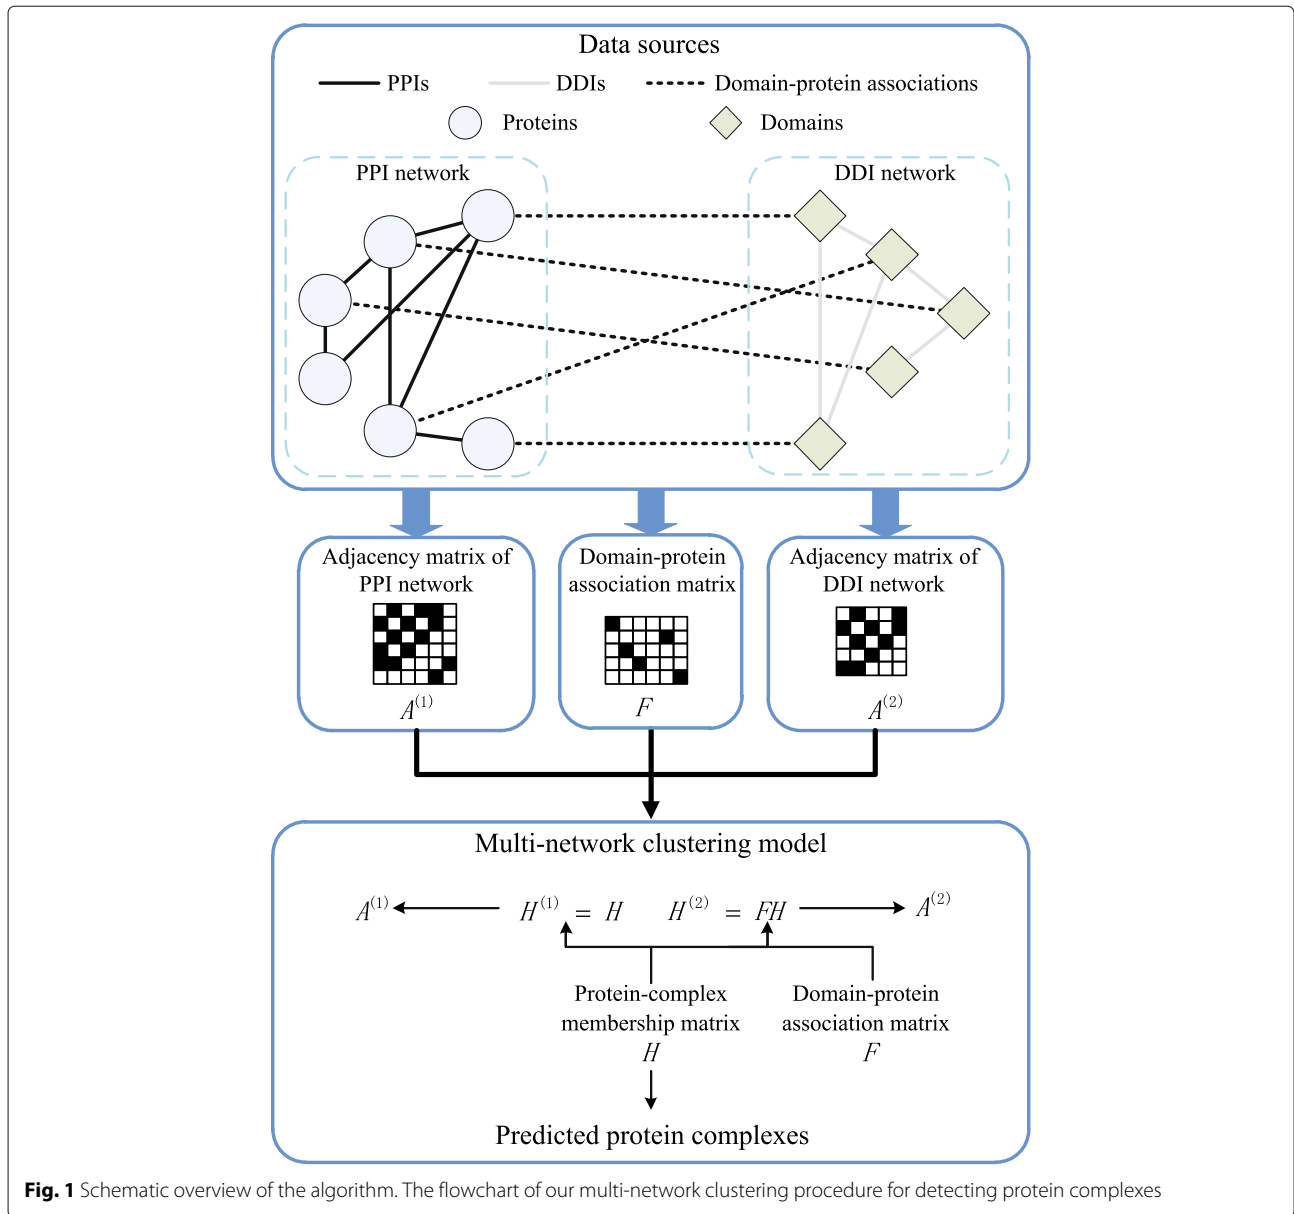 Data sources
PPIs DDIs Domain-protein associations
Proteins Domains
PPI network DDI network
Adjacency matrix of
PPI network
A(1)
Domain-protein
association matrix
F
Adjacency matrix of
DDI network
A(2)
Multi-network clustering model
A(1) H(1) = H H(2) = FH A(2)
Protein-complex
membership matrix
H
Domain-protein
association matrix
F
Predicted protein complexes
Fig. 1 Schematic overview of the algorithm. The flowchart of our multi-network clustering procedure for detecting protein complexes